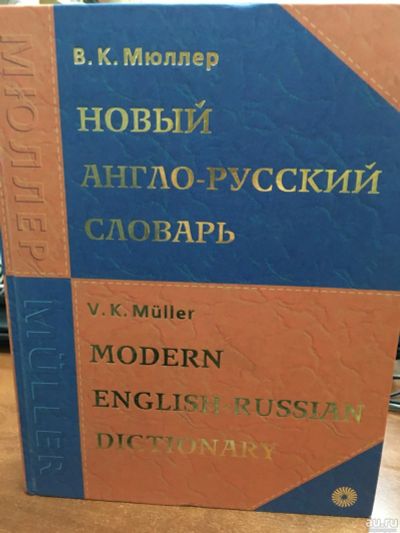 МЮЛЛЕР
В. К. Мюллер
НОВЫЙ
АНГЛО-РУССКИЙ
СЛОВАРЬ
MÜLLER
V. K. Müller
MODERN
ENGLISH-RUSSIAN
DICTIONARY
au.ru